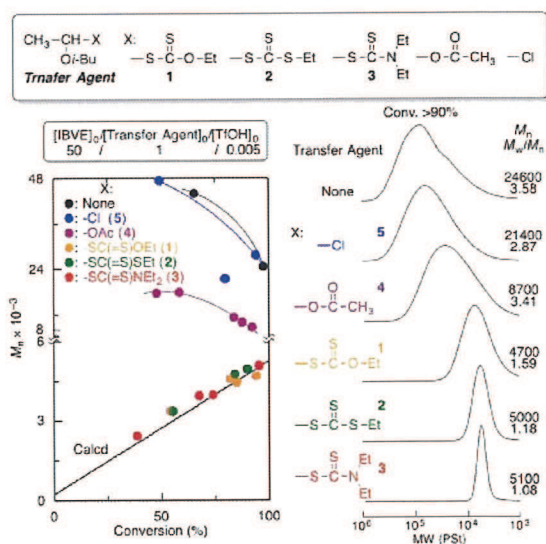 CH3-CH-X
Oi-Bu
Trnafer Agent
X:
S
-S-C-O-Et
1
S
-S-C-S-Et
2
S
-S-C-N
Et
Et
3
O
-O-C-CH3
-Cl
[IBVE]0/[Transfer Agent]0/[TfOH]0
50 / 1 / 0.005
48
24
8
6
3
0
Mn × 10-3
X:
: None
: -Cl (5)
: -OAc (4)
: -SC(=S)OEt (1)
: -SC(=S)SEt (2)
: -SC(=S)NEt2 (3)
Calcd
0 50 100
Conversion (%)
Conv. >90%
Transfer Agent
None
Mn
Mw/Mn
24600
3.58
X:
-Cl
5
21400
2.87
O
-O-C-CH3
4
8700
3.41
S
-S-C-O-Et
1
4700
1.59
S
-S-C-S-Et
2
5000
1.18
S
-S-C-N
Et
Et
3
5100
1.08
106 105 104 103
MW (PSt)